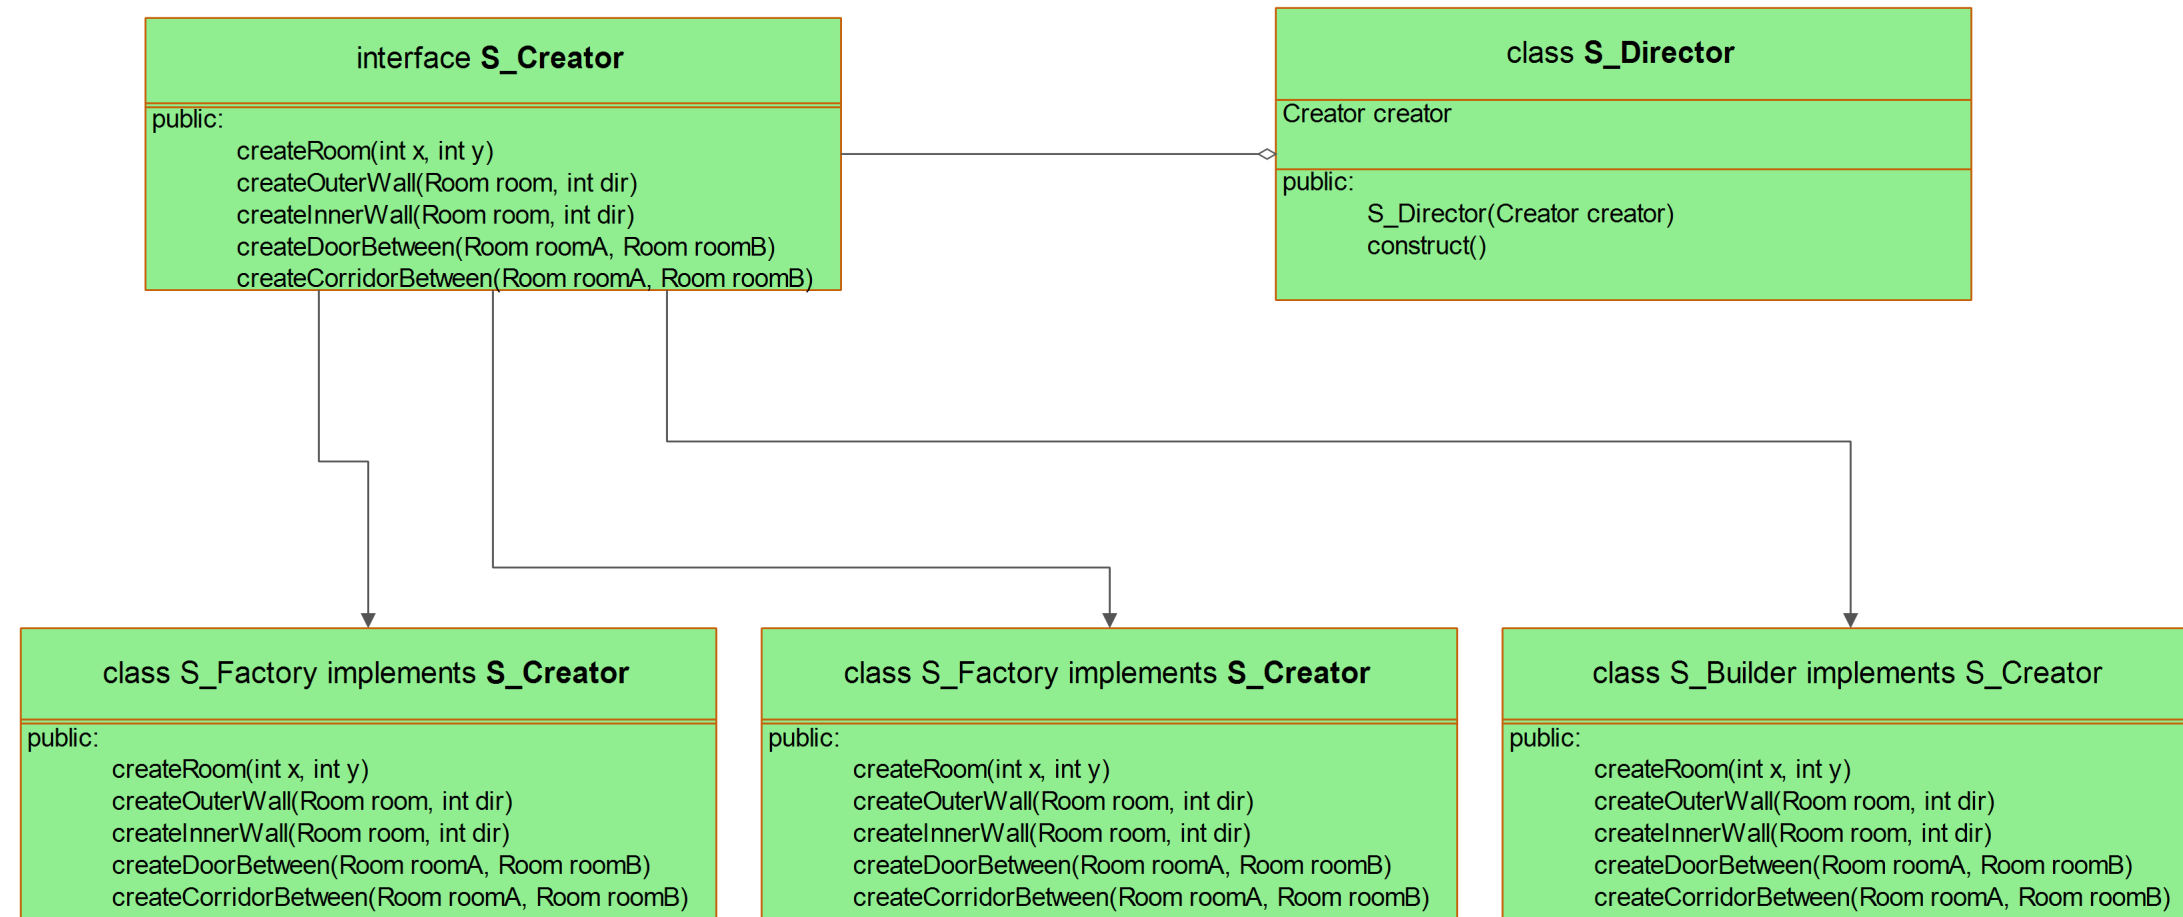 interface S_Creator
public:
createRoom(int x, int y)
createOuterWall(Room room, int dir)
createInnerWall(Room room, int dir)
createDoorBetween(Room roomA, Room roomB)
createCorridorBetween(Room roomA, Room roomB)
class S_Director
Creator creator
public:
S_Director(Creator creator)
construct()
class S_Factory implements S_Creator
public:
createRoom(int x, int y)
createOuterWall(Room room, int dir)
createInnerWall(Room room, int dir)
createDoorBetween(Room roomA, Room roomB)
createCorridorBetween(Room roomA, Room roomB)
class S_Factory implements S_Creator
public:
createRoom(int x, int y)
createOuterWall(Room room, int dir)
createInnerWall(Room room, int dir)
createDoorBetween(Room roomA, Room roomB)
createCorridorBetween(Room roomA, Room roomB)
class S_Builder implements S_Creator
public:
createRoom(int x, int y)
createOuterWall(Room room, int dir)
createInnerWall(Room room, int dir)
createDoorBetween(Room roomA, Room roomB)
createCorridorBetween(Room roomA, Room roomB)